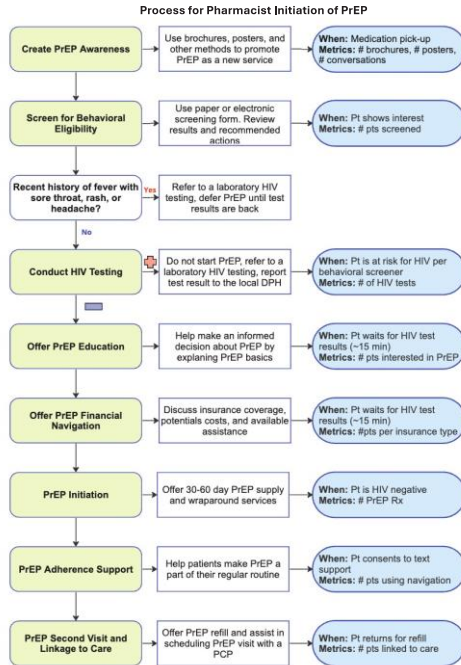 Process for Pharmacist Initiation of PrEP
Create PrEP Awareness
Use brochures, posters, and
other methods to promote
PrEP as a new service
When: Medication pick-up
Metrics: # brochures, # posters,
# conversations
Screen for Behavioral
Eligibility
Use paper or electronic
screening form. Review
results and recommended
actions
When: Pt shows interest
Metrics: # pts screened
Recent history of fever with
sore throat, rash, or
headache?
Yes
Refer to a laboratory HIV
testing, defer PrEP until test
results are back
No
Conduct HIV Testing
Do not start PrEP, refer to a
laboratory HIV testing, report
test result to the local DPH
When: Pt is at risk for HIV per
behavioral screener
Metrics: # of HIV tests
Offer PrEP Education
Help make an informed
decision about PrEP by
explaning PrEP basics
When: Pt waits for HIV test
results (~15 min)
Metrics: # pts interested in PrEP
Offer PrEP Financial
Navigation
Discuss insurance coverage,
potentials costs, and available
assistance
When: Pt waits for HIV test
results (~15 min)
Metrics: #pts per insurance type
PrEP Initiation
Offer 30-60 day PrEP supply
and wraparound services
When: Pt is HIV negative
Metrics: # PrEP Rx
PrEP Adherence Support
Help patients make PrEP a
part of their regular routine
When: Pt consents to text
support
Metrics: # pts using navigation
PrEP Second Visit and
Linkage to Care
Offer PrEP refill and assist in
scheduling PrEP visit with a
PCP
When: Pt returns for refill
Metrics: # pts linked to care